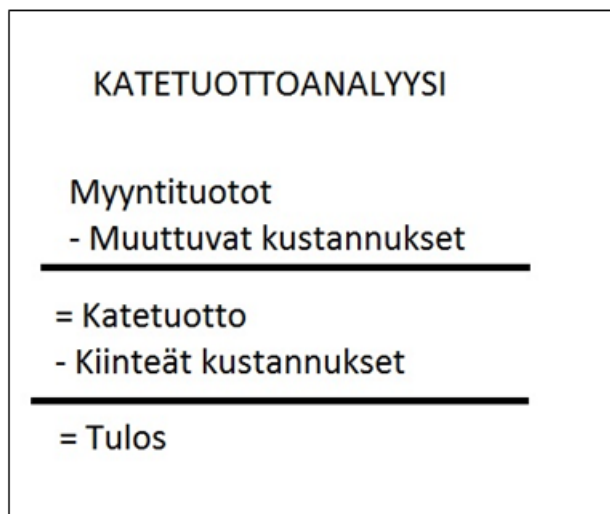 KATETUOTTOANALYYSI
Myyntituotot
- Muuttuvat kustannukset
= Katetuotto
- Kiinteät kustannukset
= Tulos